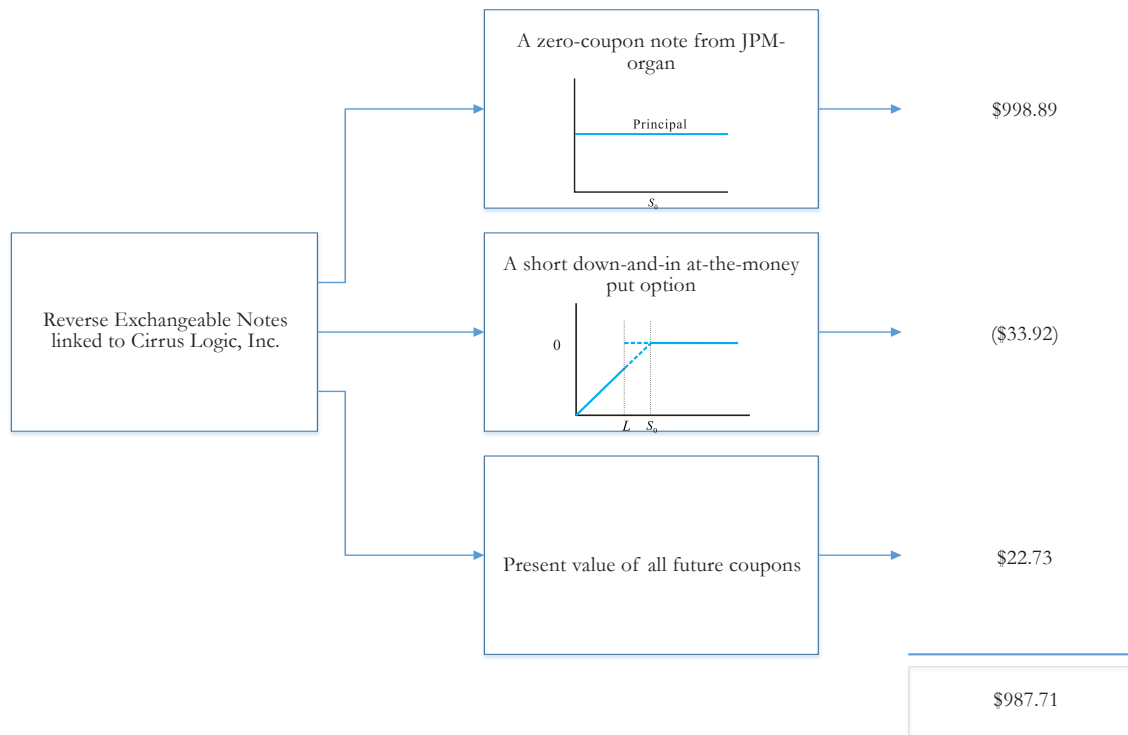 A zero-coupon note from JPM-
organ
Principal
S0
$998.89
Reverse Exchangeable Notes
linked to Cirrus Logic, Inc.
A short down-and-in at-the-money
put option
0
L S0
($33.92)
Present value of all future coupons
$22.73
$987.71